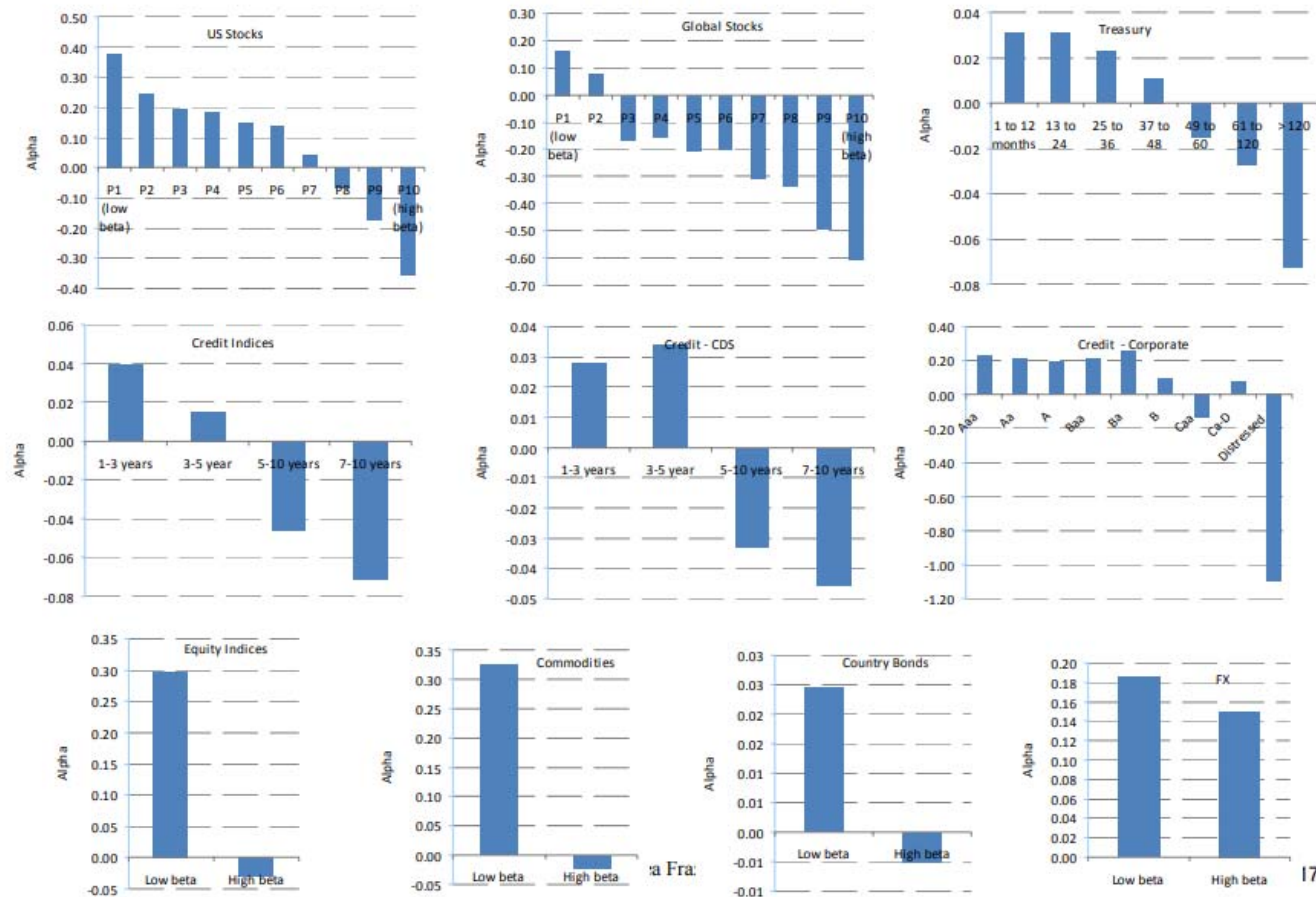 US Stocks
0.50
0.40
0.30
0.20
0.10
0.00
-0.10
-0.20
-0.30
-0.40
Alpha
P1 (low beta)
P2
P3
P4
P5
P6
P7
P8
P9
P10 (high beta)
Global Stocks
0.30
0.20
0.10
0.00
-0.10
-0.20
-0.30
-0.40
-0.50
-0.60
-0.70
Alpha
P1 (low beta)
P2
P3
P4
P5
P6
P7
P8
P9
P10 (high beta)
Treasury
0.04
0.02
0.00
-0.02
-0.04
-0.06
-0.08
Alpha
1 to 12 months
13 to 24
25 to 36
37 to 48
49 to 60
61 to 120
>120
Credit Indices
0.06
0.04
0.02
0.00
-0.02
-0.04
-0.06
-0.08
Alpha
1-3 years
3-5 year
5-10 years
7-10 years
Credit - CDS
0.04
0.03
0.02
0.01
0.00
-0.01
-0.02
-0.03
-0.04
-0.05
Alpha
1-3 years
3-5 year
5-10 years
7-10 years
Credit - Corporate
0.40
0.20
0.00
-0.20
-0.40
-0.60
-0.80
-1.00
-1.20
Alpha
Aaa
Aa
A
Baa
Ba
B
Caa
Ca-D
Distressed
Equity Indices
0.35
0.30
0.25
0.20
0.15
0.10
0.05
0.00
-0.05
Alpha
Low beta
High beta
Commodities
0.35
0.30
0.25
0.20
0.15
0.10
0.05
0.00
-0.05
Alpha
Low beta
High beta
Country Bonds
0.03
0.03
0.02
0.02
0.01
0.01
0.00
-0.01
-0.01
Alpha
Low beta
High beta
FX
0.20
0.18
0.16
0.14
0.12
0.10
0.08
0.06
0.04
0.02
0.00
Alpha
Low beta
High beta
ea Fra
17